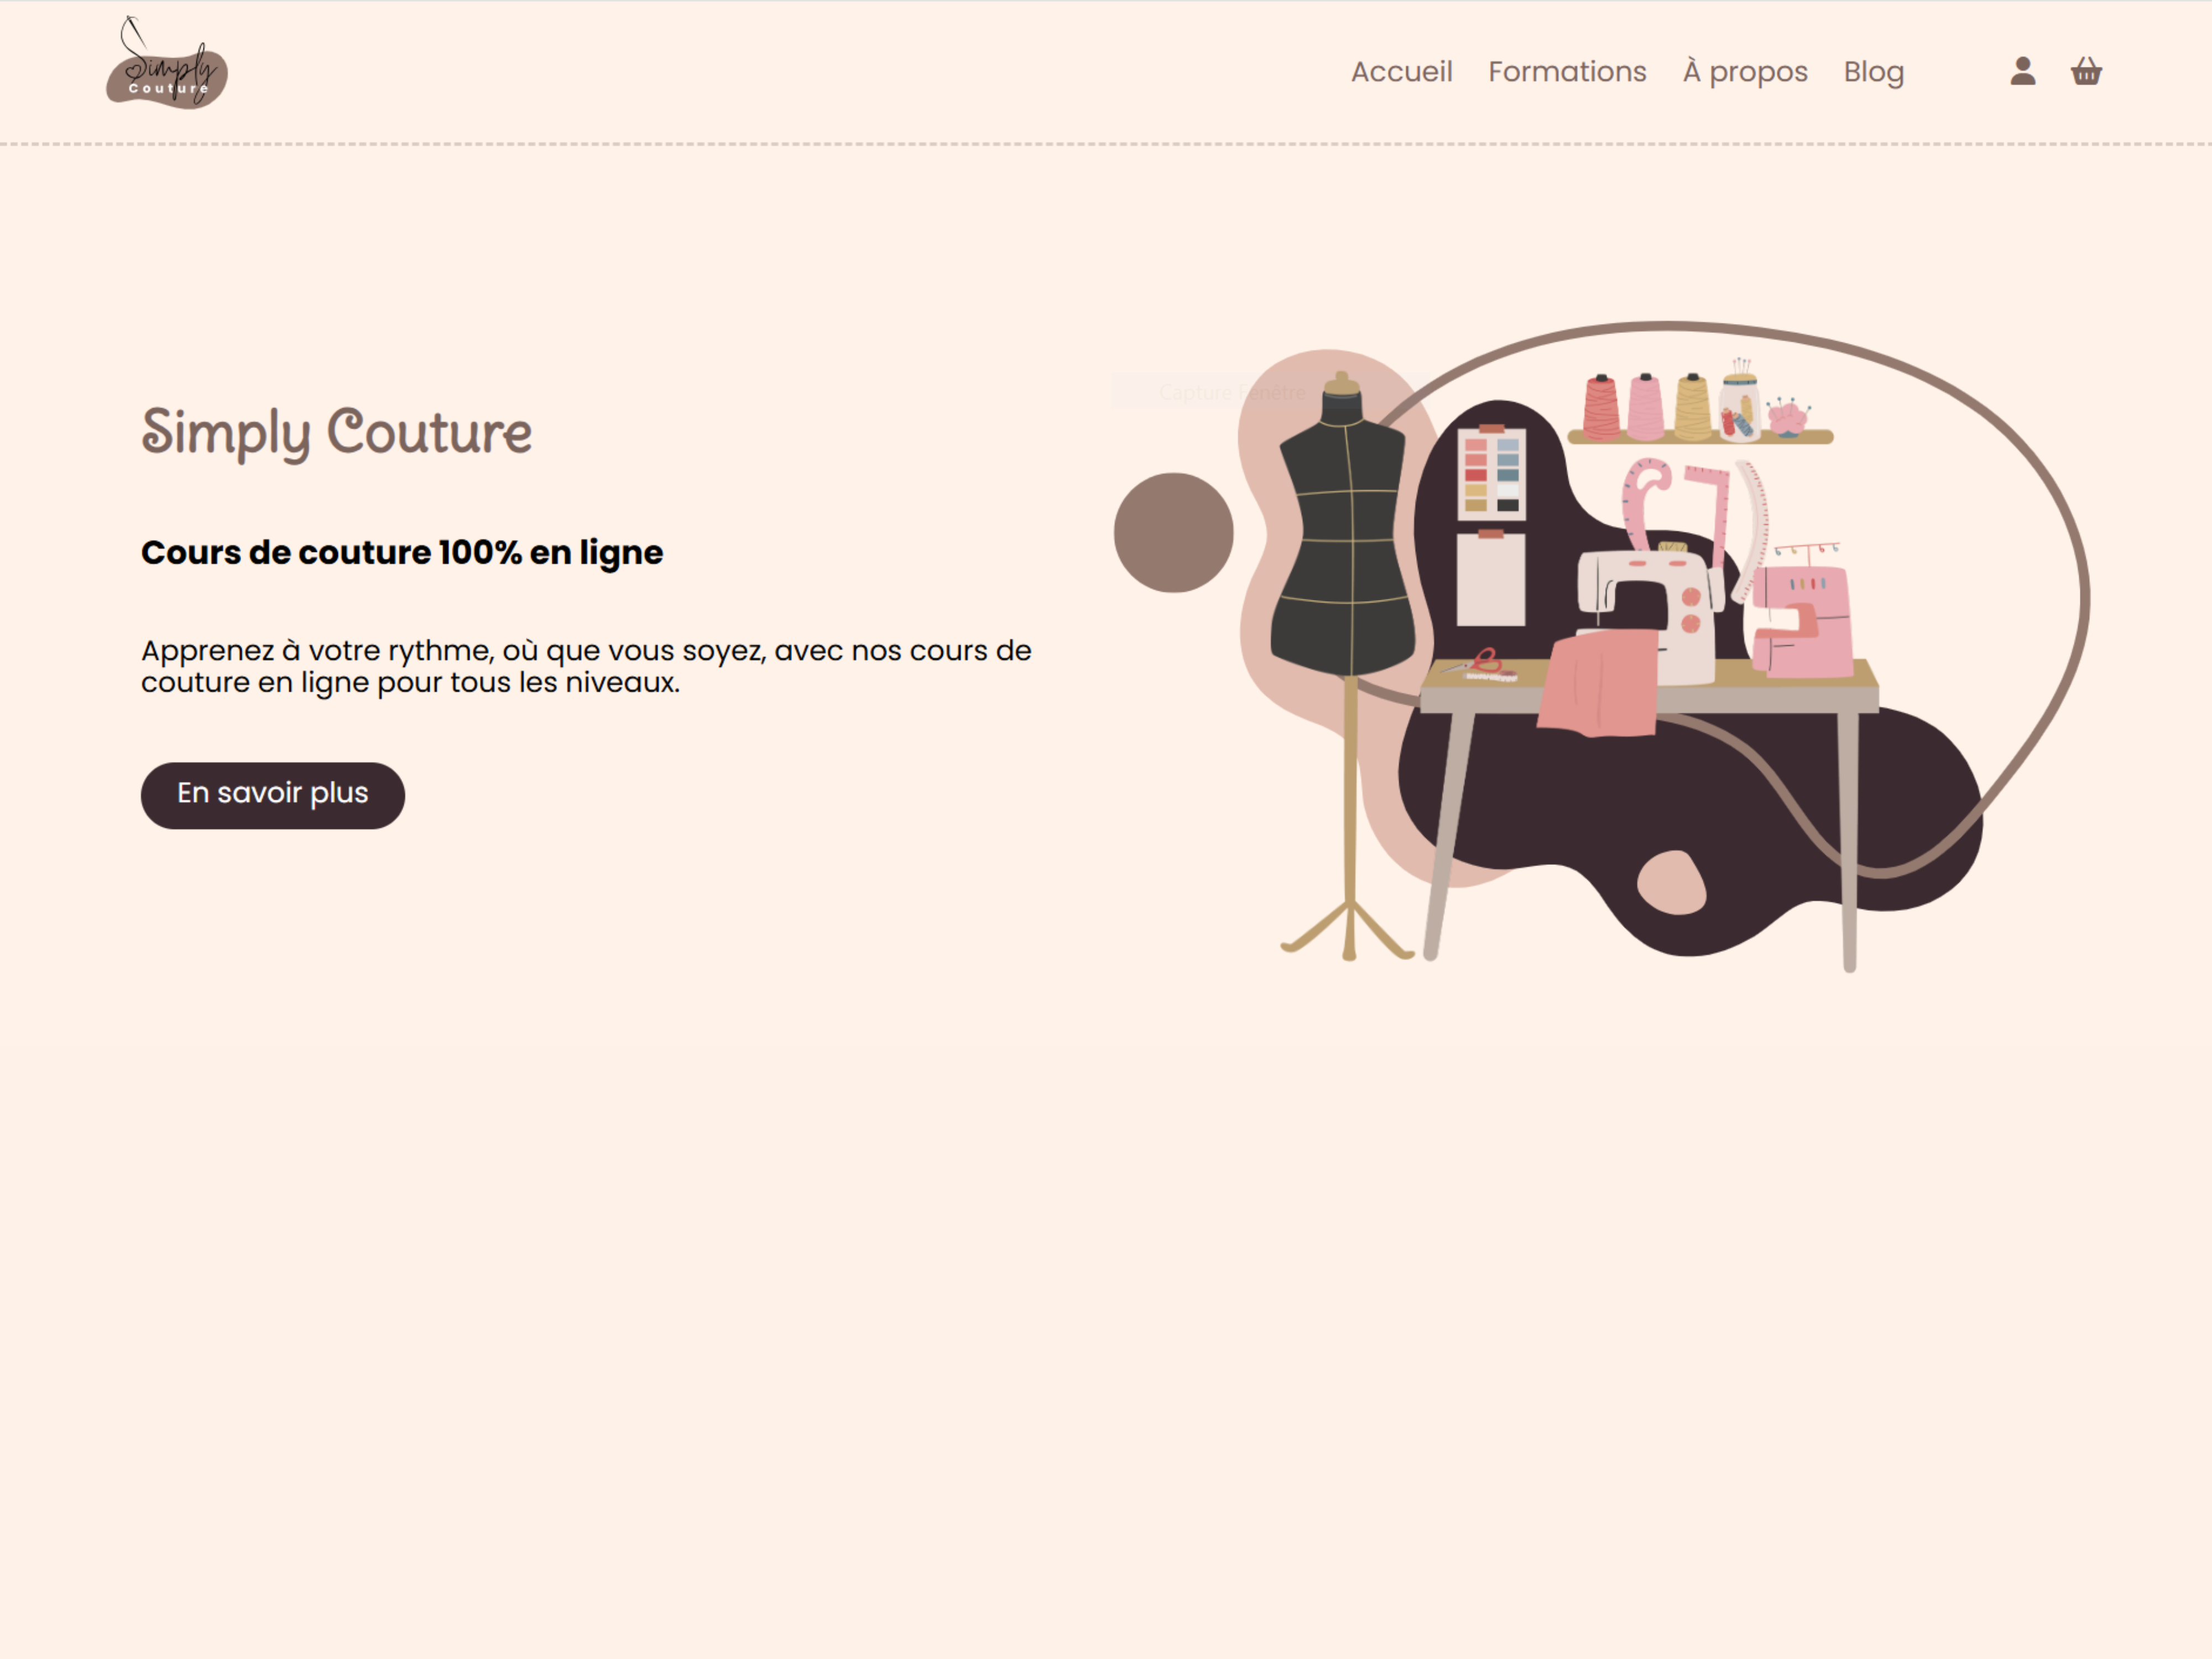 Simply
Couture
Accueil Formations À propos Blog
Capture Fenêtre
Simply Couture
Cours de couture 100% en ligne
Apprenez à votre rythme, où que vous soyez, avec nos cours de
couture en ligne pour tous les niveaux.
En savoir plus